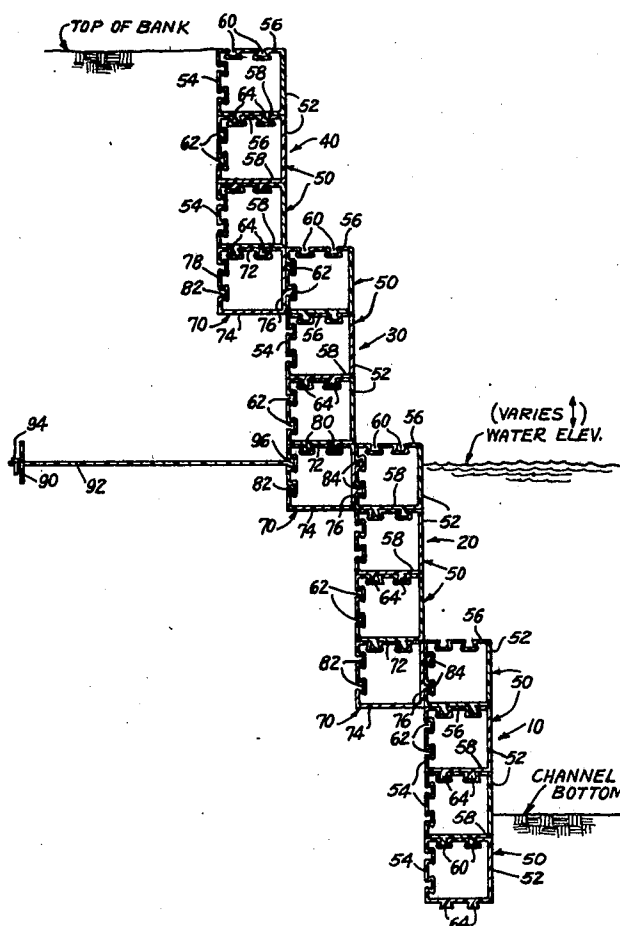 TOP OF BANK
60 56
54 58
64 52
62 56 40
58 50
54 58
64 60 56
78 72 62
82 50
70 74 76 56 30
54 58 52
62 64
(VARIES ↕)
WATER ELEV.
94 96 80 60 56
90 92 72 84
82 58
70 74 76 52 20
58 50
62 64
56 52
82 72 84 50
70 74 76 56 10
62 58 52
54 64
CHANNEL
BOTTOM
58
54 60 50
52
64